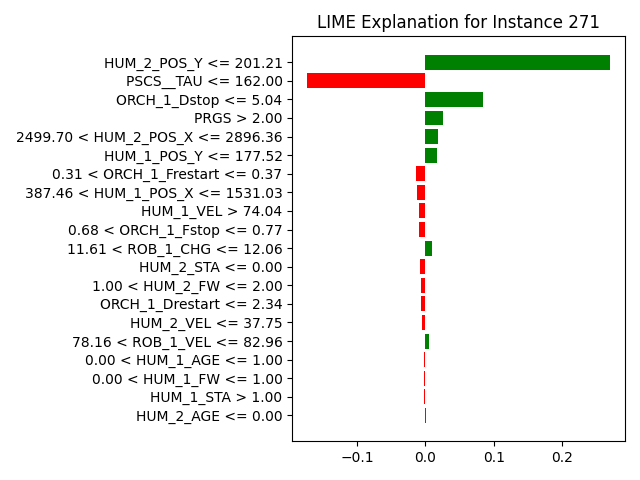 LIME Explanation for Instance 271
HUM_2_POS_Y <= 201.21
PSCS__TAU <= 162.00
ORCH_1_Dstop <= 5.04
PRGS > 2.00
2499.70 < HUM_2_POS_X <= 2896.36
HUM_1_POS_Y <= 177.52
0.31 < ORCH_1_Frestart <= 0.37
387.46 < HUM_1_POS_X <= 1531.03
HUM_1_VEL > 74.04
0.68 < ORCH_1_Fstop <= 0.77
11.61 < ROB_1_CHG <= 12.06
HUM_2_STA <= 0.00
1.00 < HUM_2_FW <= 2.00
ORCH_1_Drestart <= 2.34
HUM_2_VEL <= 37.75
78.16 < ROB_1_VEL <= 82.96
0.00 < HUM_1_AGE <= 1.00
0.00 < HUM_1_FW <= 1.00
HUM_1_STA > 1.00
HUM_2_AGE <= 0.00
−0.1 0.0 0.1 0.2